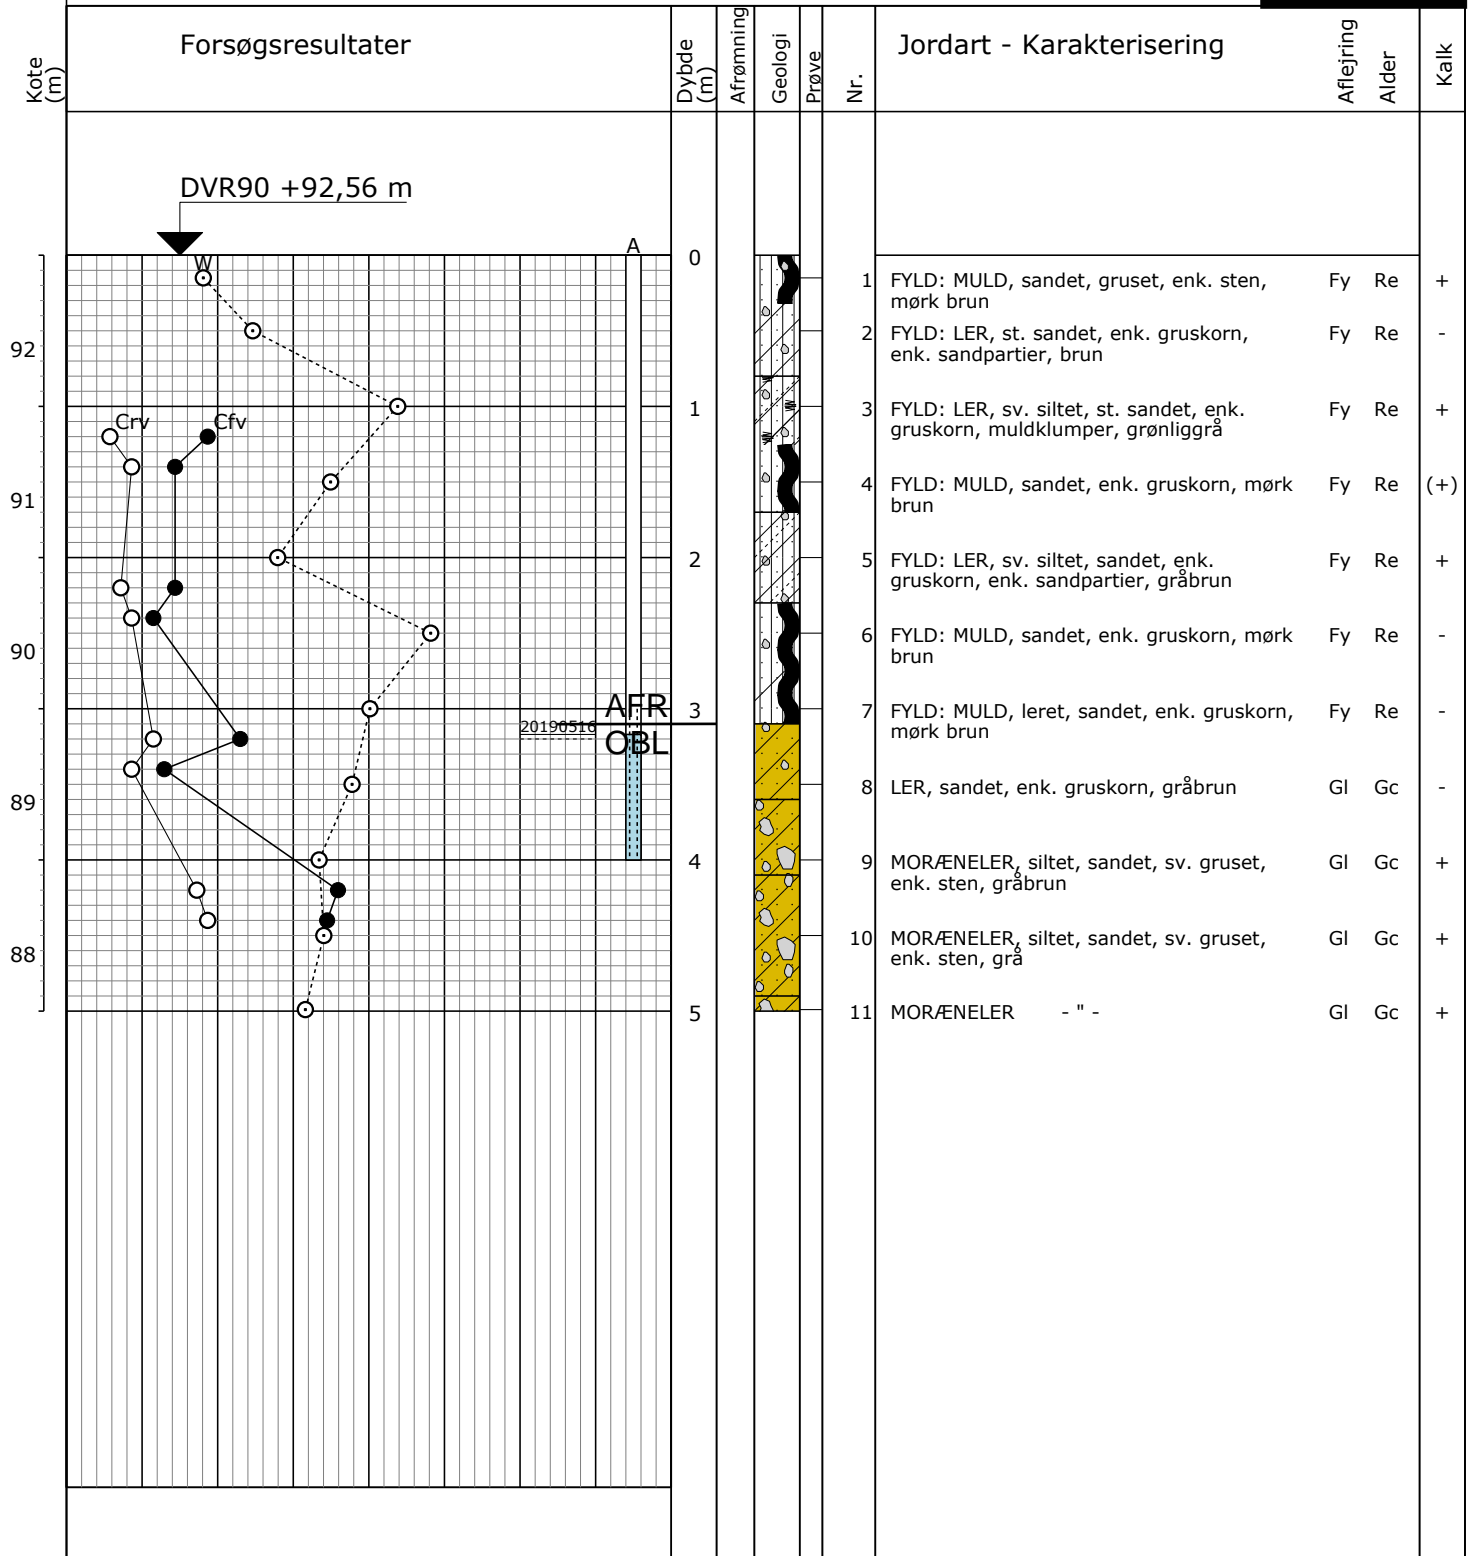 Kote
(m)
Forsøgsresultater
Dybde
(m)
Afrømning
Geologi
Prøve
Nr.
Jordart - Karakterisering
Aflejring
Alder
Kalk
DVR90 +92,56 m
A
W
0
1 FYLD: MULD, sandet, gruset, enk. sten, Fy Re +
mørk brun
2 FYLD: LER, st. sandet, enk. gruskorn, Fy Re -
enk. sandpartier, brun
92
1
3 FYLD: LER, sv. siltet, st. sandet, enk. Fy Re +
gruskorn, muldklumper, grønliggrå
Crv Cfv
4 FYLD: MULD, sandet, enk. gruskorn, mørk Fy Re (+)
brun
91
2
5 FYLD: LER, sv. siltet, sandet, enk. Fy Re +
gruskorn, enk. sandpartier, gråbrun
6 FYLD: MULD, sandet, enk. gruskorn, mørk Fy Re -
brun
90
AFR
3
7 FYLD: MULD, leret, sandet, enk. gruskorn, Fy Re -
mørk brun
20190516
OBL
8 LER, sandet, enk. gruskorn, gråbrun Gl Gc -
89
4
9 MORÆNELER, siltet, sandet, sv. gruset, Gl Gc +
enk. sten, gråbrun
10 MORÆNELER, siltet, sandet, sv. gruset, Gl Gc +
enk. sten, grå
88
5
11 MORÆNELER - " - Gl Gc +